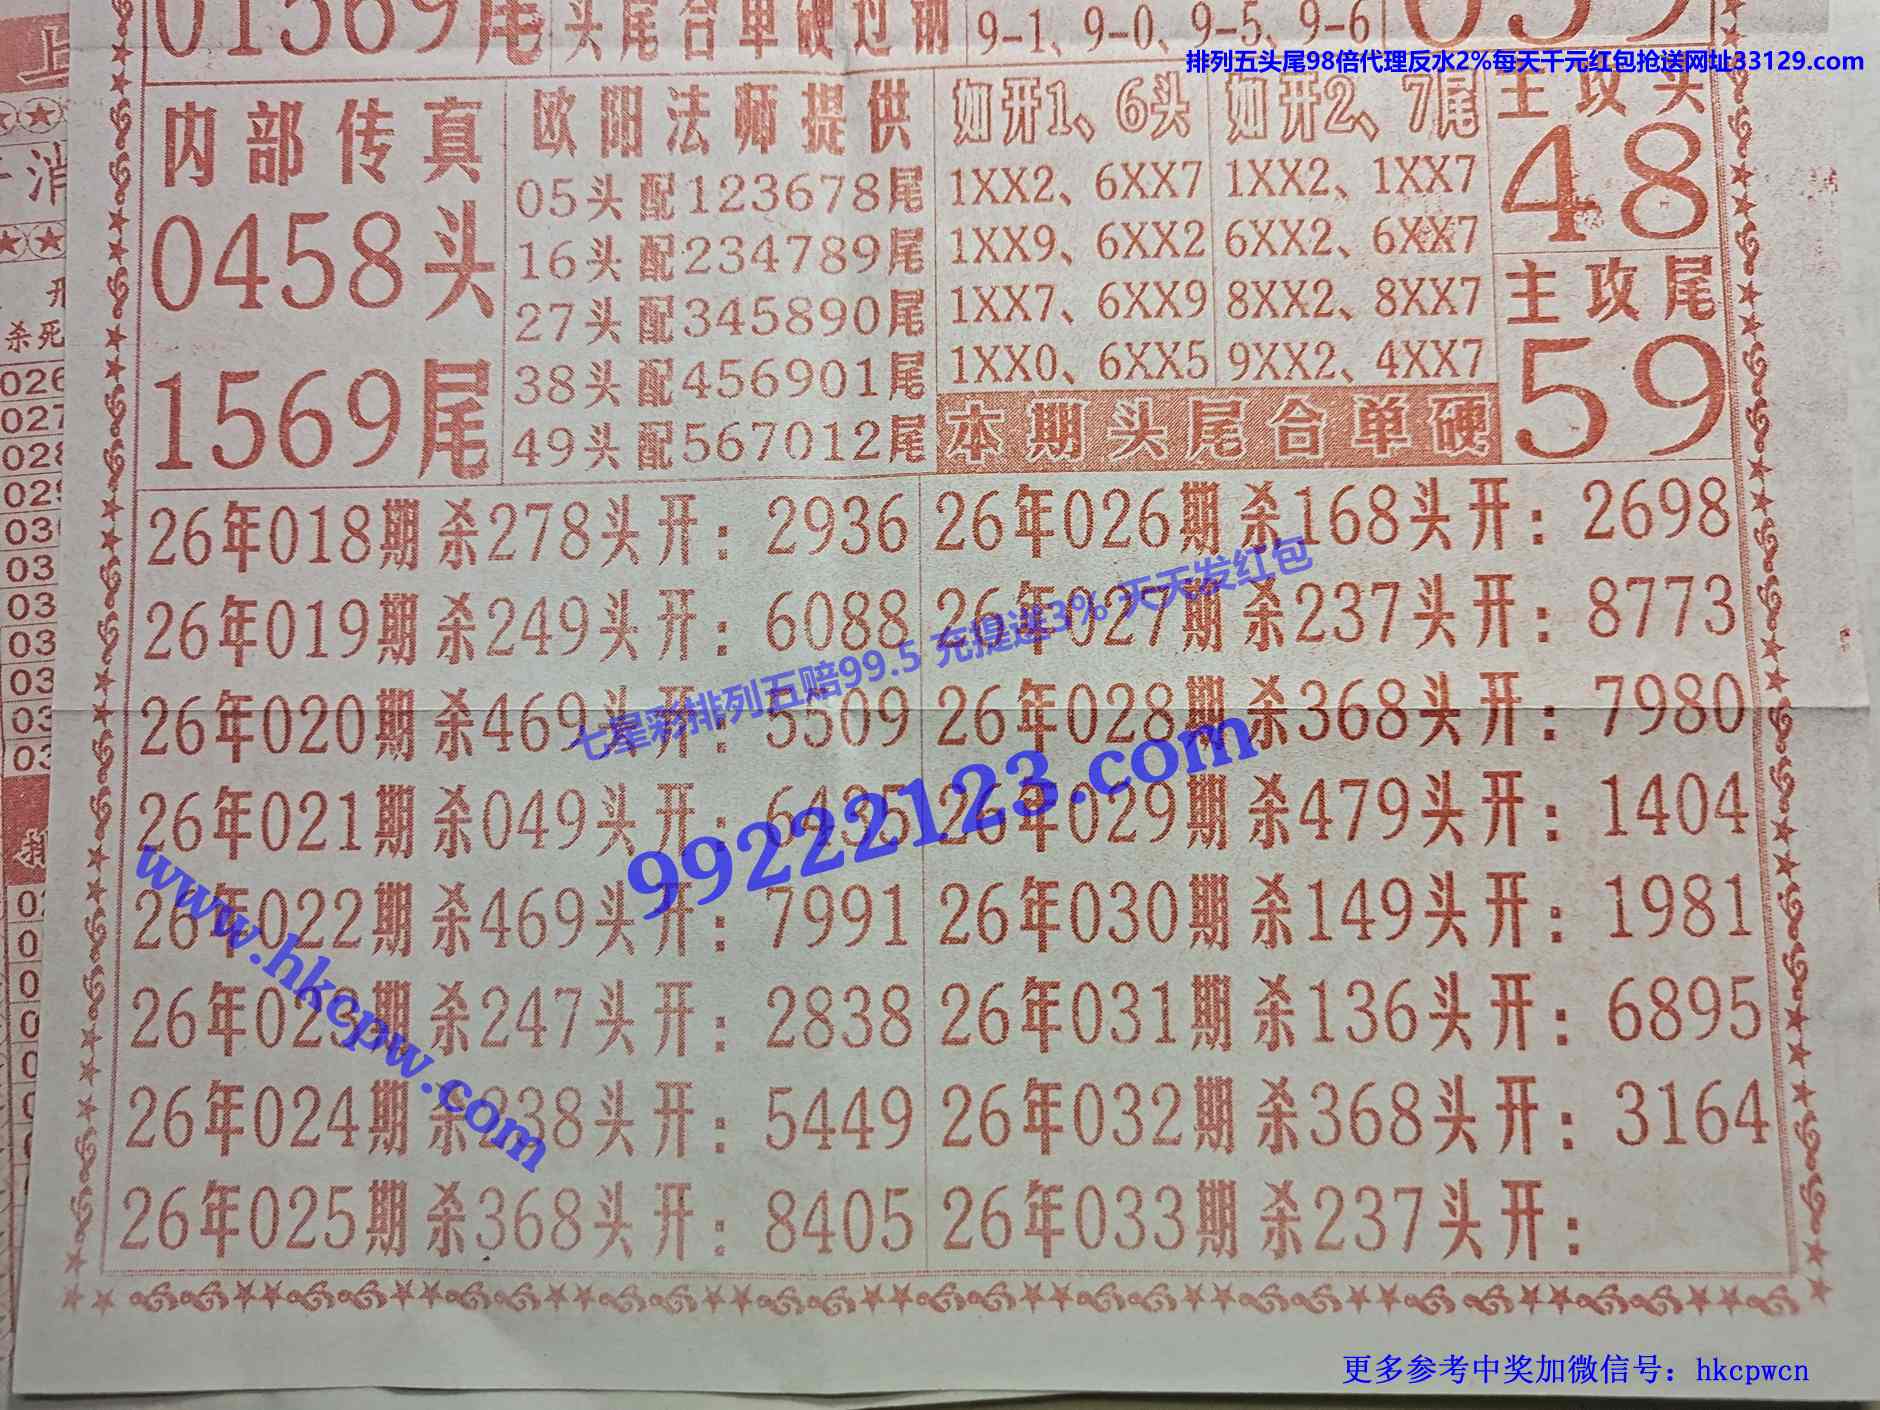 01569尾
头尾合单硬过期
9-1、9-0、9-5、9-6
排列五头尾98倍代理反水2%每天千元红包抢送网址33129.com
内部传真
0458头
1569尾
欧阳法师提供
05头配123678尾
16头配234789尾
27头配345890尾
38头配456901尾
49头配567012尾
如开1、6头
1XX2、6XX7
1XX9、6XX2
1XX7、6XX9
1XX0、6XX5
如开2、7尾
1XX2、1XX7
6XX2、6XX7
8XX2、8XX7
9XX2、4XX7
本期头尾合单硬
主攻头
48
主攻尾
59
26年018期杀278头开：2936
26年019期杀249头开：6088
26年020期杀469头开：5509
26年021期杀049头开：6435
26年022期杀469头开：7991
26年023期杀247头开：2838
26年024期杀238头开：5449
26年025期杀368头开：8405
26年026期杀168头开：2698
26年027期杀237头开：8773
26年028期杀368头开：7980
26年029期杀479头开：1404
26年030期杀149头开：1981
26年031期杀136头开：6895
26年032期杀368头开：3164
26年033期杀237头开：
七星彩排列五赔99.5 充提送3% 天天发红包
99222123.com
www.hkcpw.com
更多参考中奖加微信号：hkcpwcn